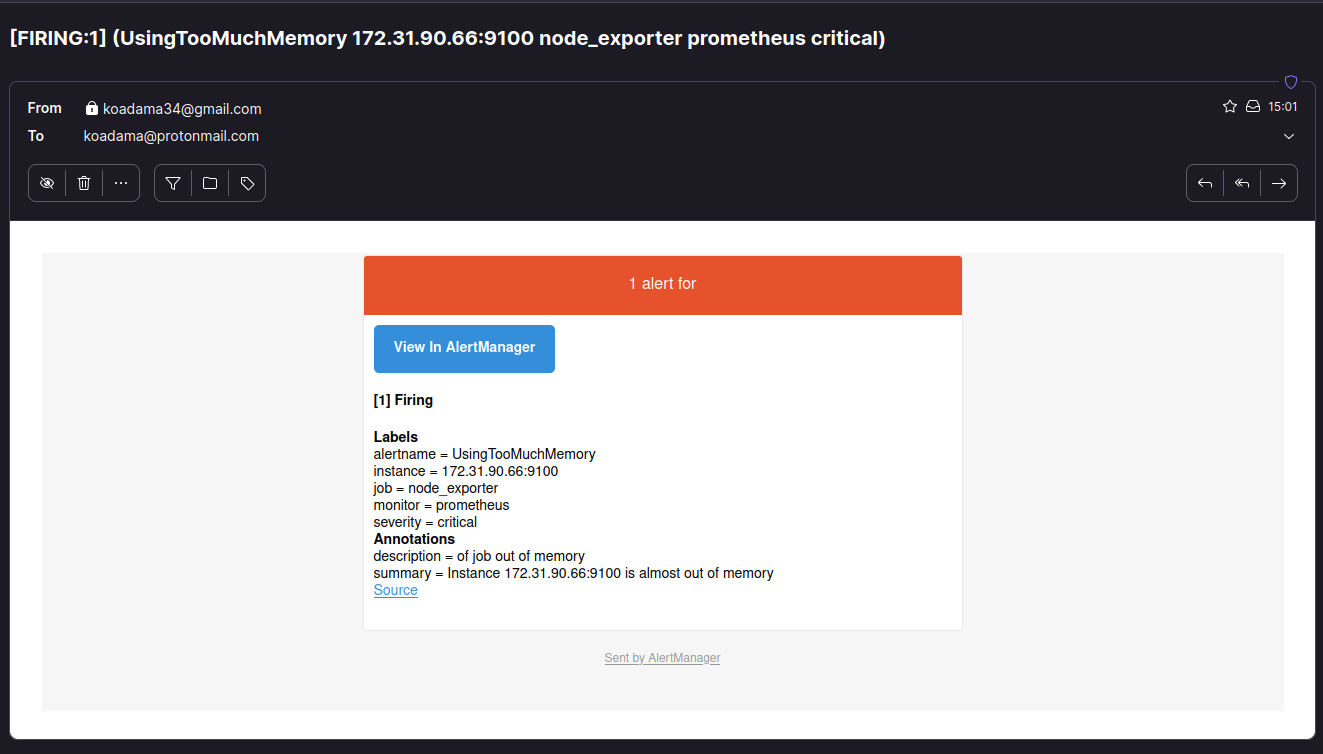 [FIRING:1] (UsingTooMuchMemory 172.31.90.66:9100 node_exporter prometheus critical)
From koadama34@gmail.com
15:01
To koadama@protonmail.com
1 alert for
View In AlertManager
[1] Firing
Labels
alertname = UsingTooMuchMemory
instance = 172.31.90.66:9100
job = node_exporter
monitor = prometheus
severity = critical
Annotations
description = of job out of memory
summary = Instance 172.31.90.66:9100 is almost out of memory
Source
Sent by AlertManager